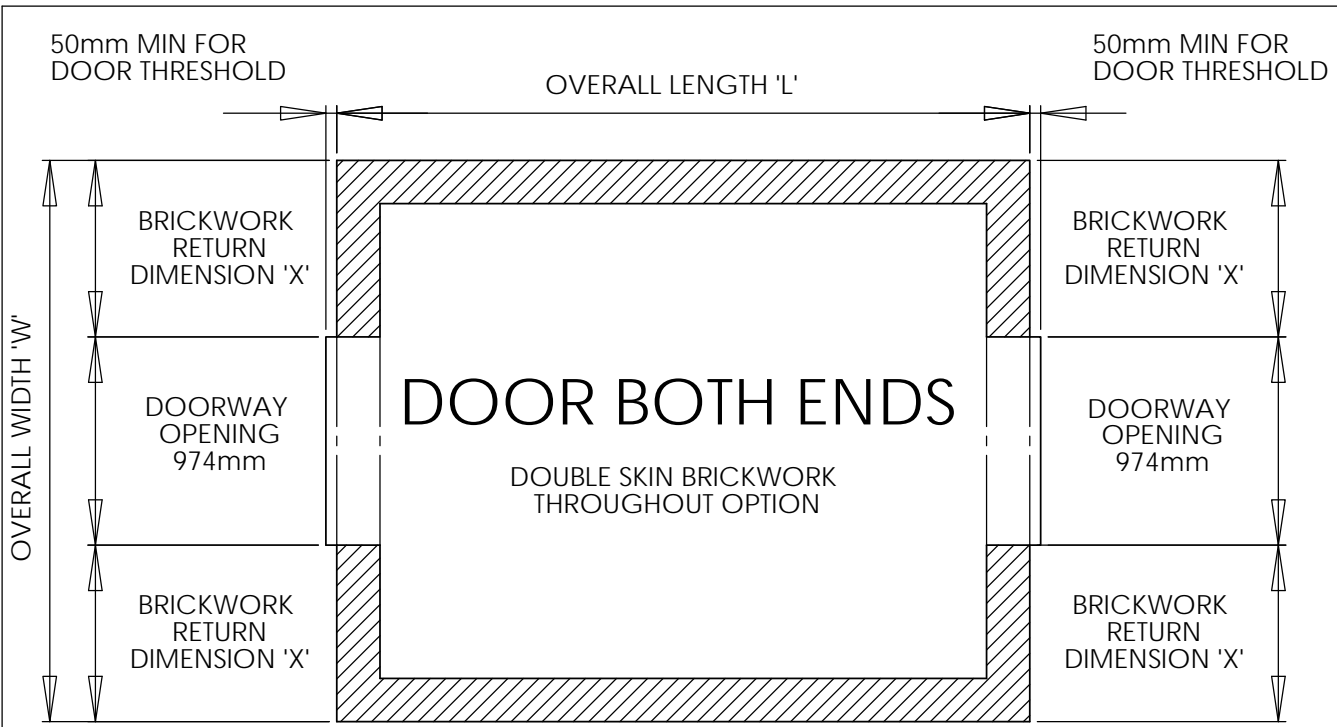 50mm MIN FOR
DOOR THRESHOLD
OVERALL LENGTH 'L'
50mm MIN FOR
DOOR THRESHOLD
OVERALL WIDTH 'W'
BRICKWORK
RETURN
DIMENSION 'X'
BRICKWORK
RETURN
DIMENSION 'X'
DOORWAY
OPENING
974mm
DOOR BOTH ENDS
DOUBLE SKIN BRICKWORK
THROUGHOUT OPTION
DOORWAY
OPENING
974mm
BRICKWORK
RETURN
DIMENSION 'X'
BRICKWORK
RETURN
DIMENSION 'X'